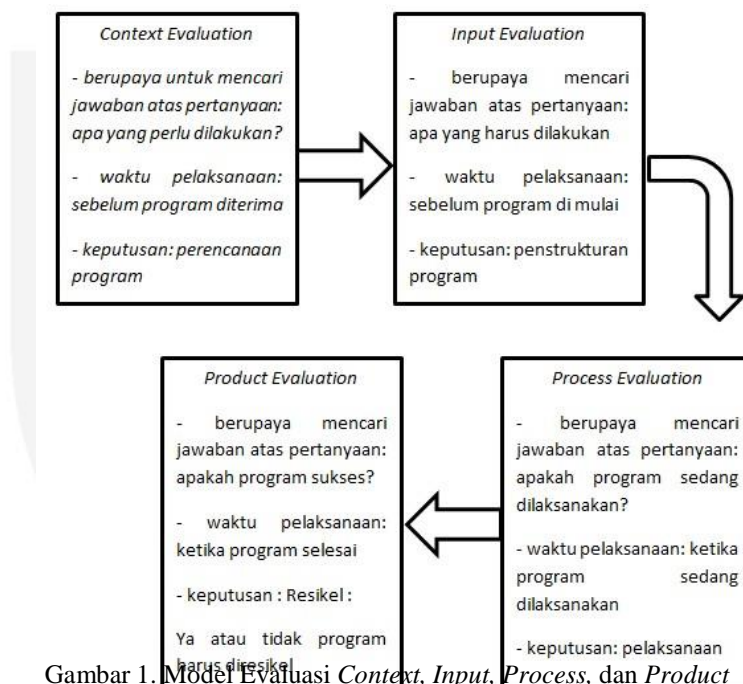 Context Evaluation
- berupaya untuk mencari
jawaban atas pertanyaan:
apa yang perlu dilakukan?
- waktu pelaksanaan:
sebelum program diterima
- keputusan: perencanaan
program
Input Evaluation
- berupaya mencari
jawaban atas pertanyaan:
apa yang harus dilakukan
- waktu pelaksanaan:
sebelum program di mulai
- keputusan: penstrukturan
program
Process Evaluation
- berupaya mencari
jawaban atas pertanyaan:
apakah program sedang
dilaksanakan?
- waktu pelaksanaan: ketika
program sedang
dilaksanakan
- keputusan: pelaksanaan
Product Evaluation
- berupaya mencari
jawaban atas pertanyaan:
apakah program sukses?
- waktu pelaksanaan:
ketika program selesai
- keputusan : Resikel :
Ya atau tidak program
harus diresikel
Gambar 1. Model Evaluasi Context, Input, Process, dan Product